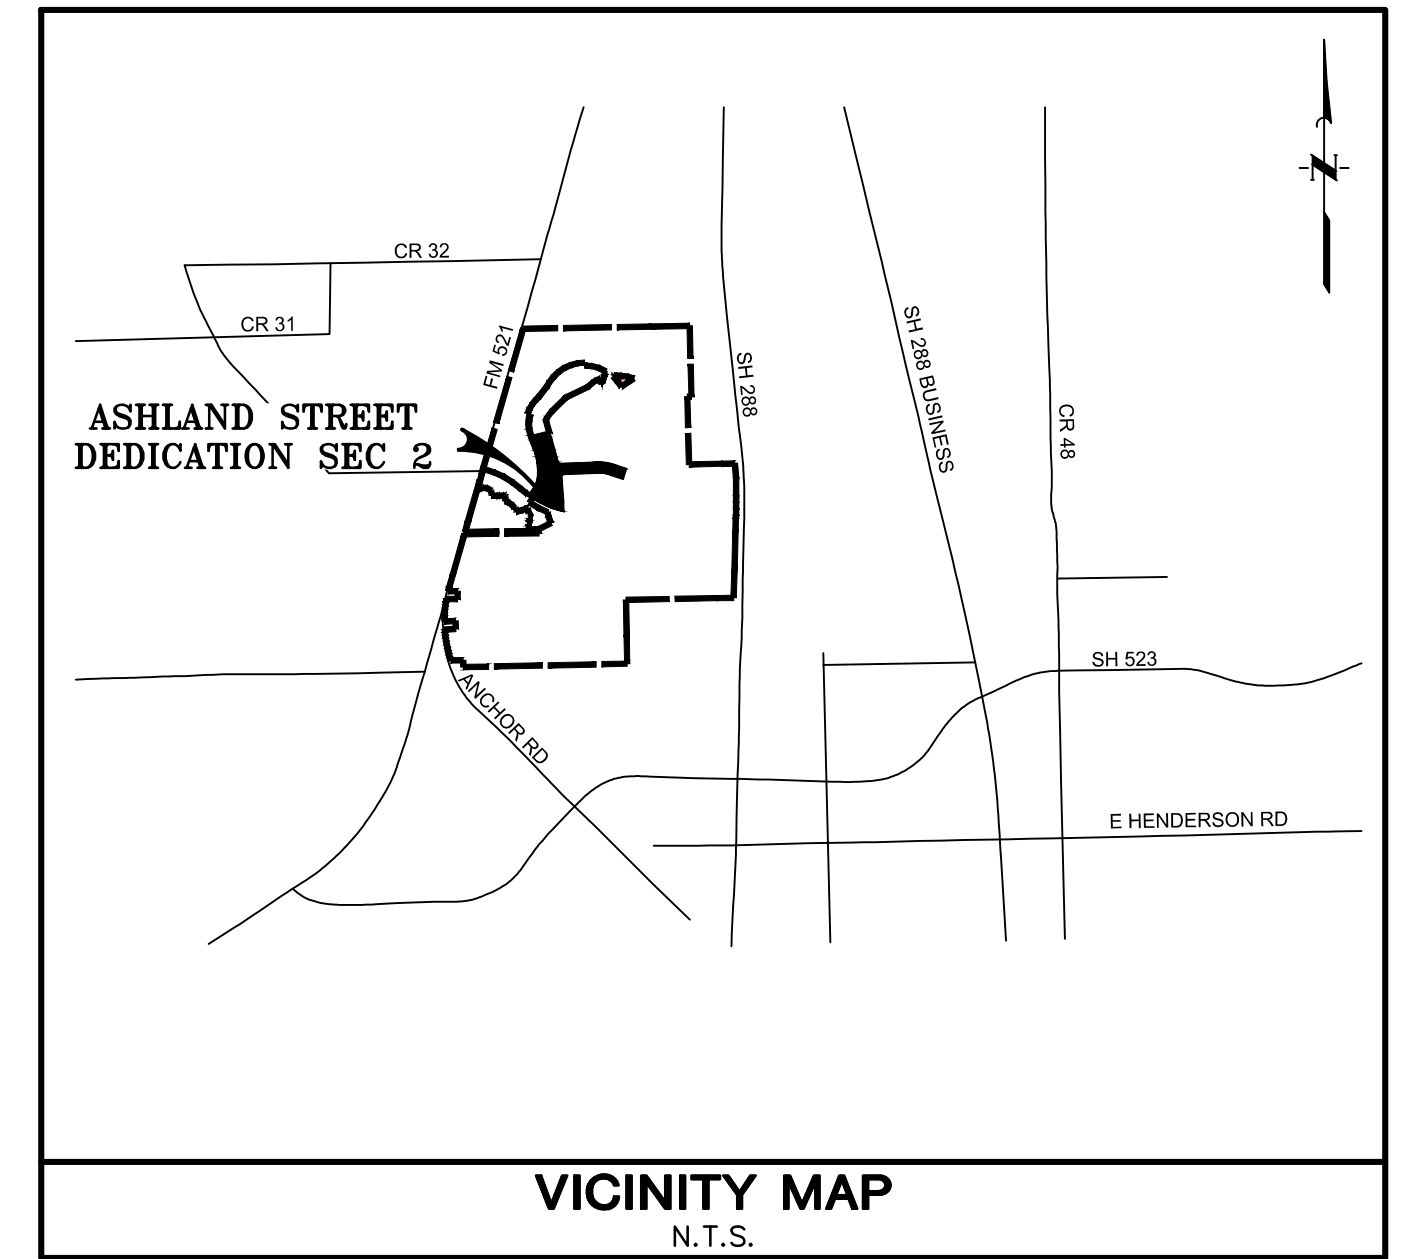 N
CR 32
CR 31
FM 521
SH 288
SH 288 BUSINESS
CR 48
ASHLAND STREET
DEDICATION SEC 2
SH 523
ANCHOR RD
E HENDERSON RD
VICINITY MAP
N.T.S.